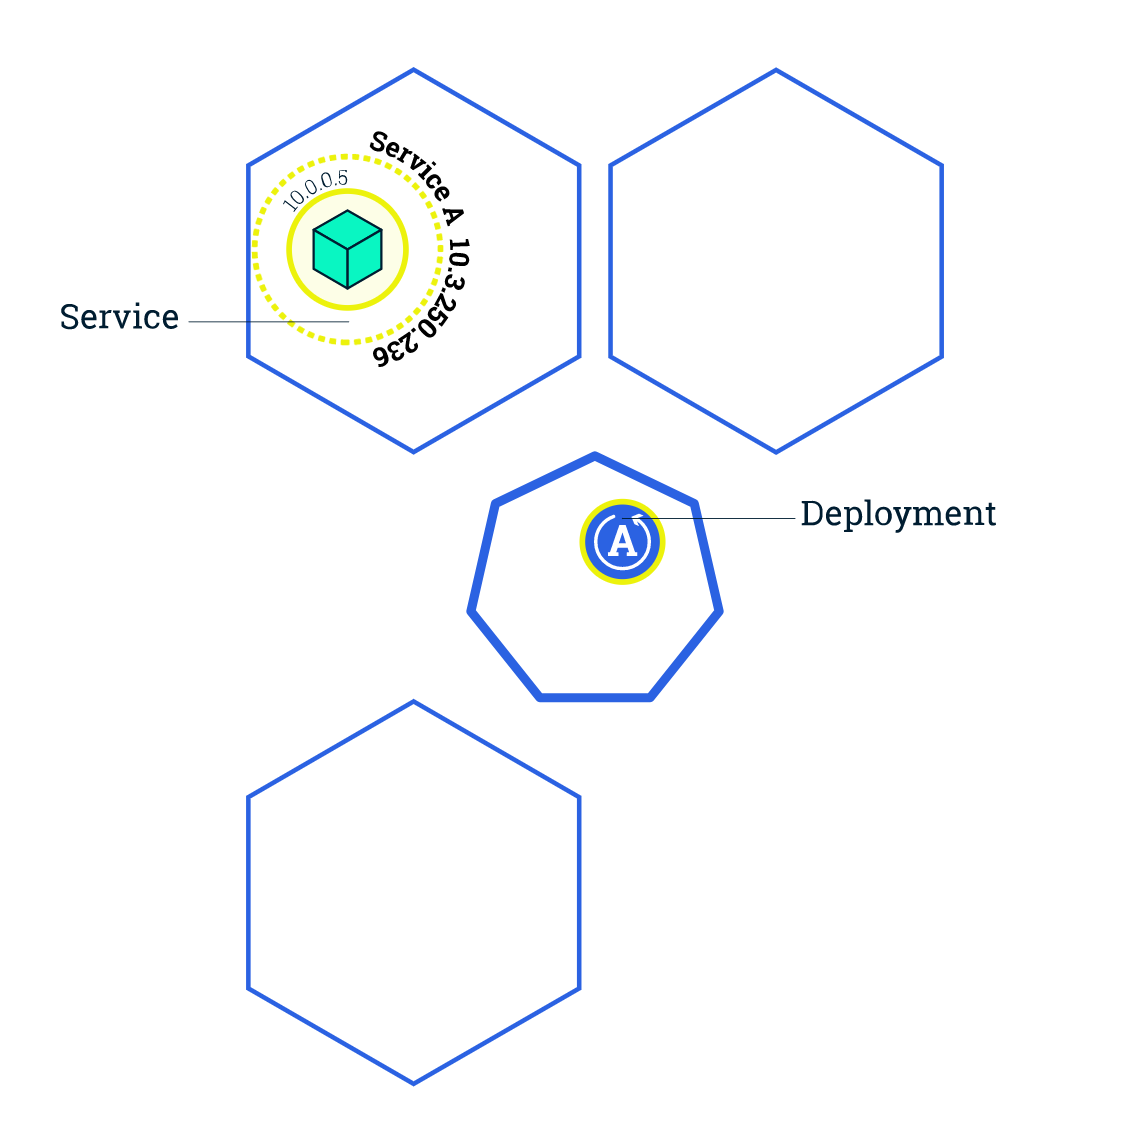 Service A 10.3.250.236
10.0.0.5
Service
Deployment
A